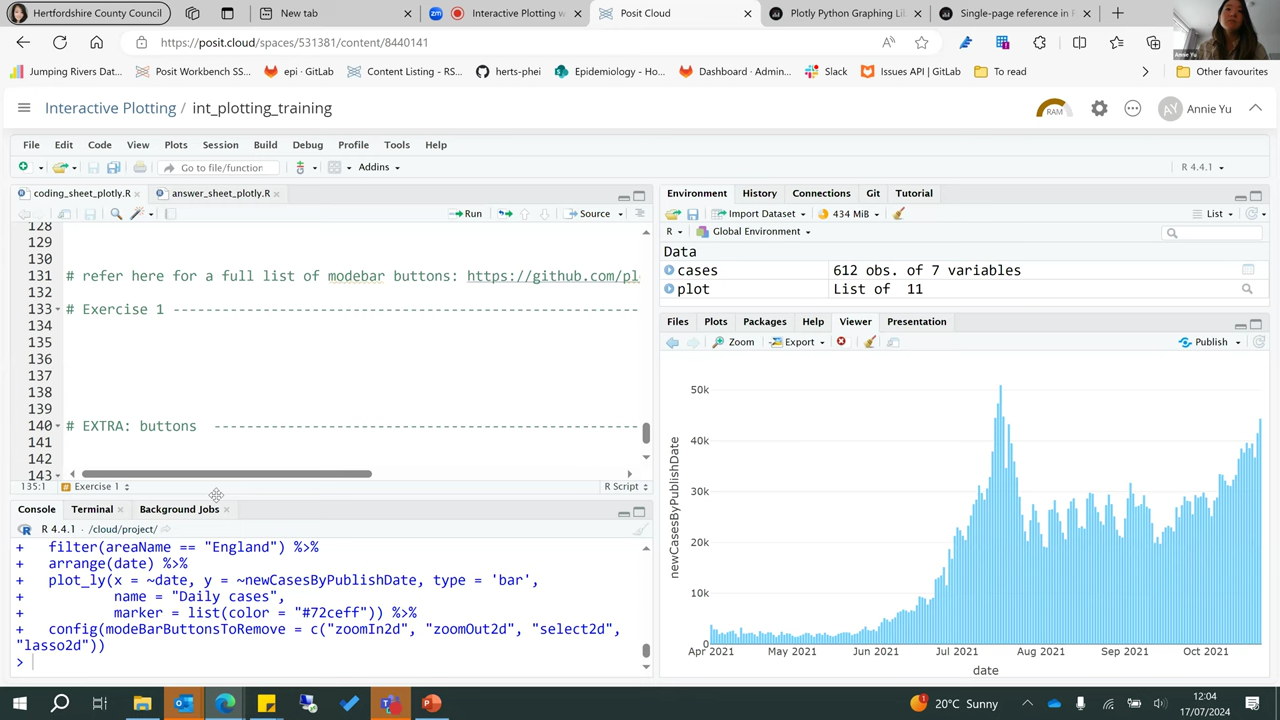 Hertfordshire County Council
New tab
Interactive Plotting w
Posit Cloud
Plotly Python Graphing Lib
Single-page reference in R
Annie Yu
https://posit.cloud/spaces/531381/content/8440141
Jumping Rivers Dat...
Posit Workbench SS...
epi · GitLab
Content Listing - RS...
herts-phei
Epidemiology - Ho...
Dashboard · Admin...
Slack
Issues API | GitLab
To read
Other favourites
Interactive Plotting / int_plotting_training
RAM
AY
Annie Yu
File Edit Code View Plots Session Build Debug Profile Tools Help
Go to file/function
Addins
R 4.4.1
coding_sheet_plotly.R
answer_sheet_plotly.R
Run
Source
128
129
130
131 # refer here for a full list of modebar buttons: https://github.com/pl
132
133 # Exercise 1 ----------------------------------------------------------
134
135
136
137
138
139
140 # EXTRA: buttons ----------------------------------------------------
141
142
143
135:1
Exercise 1
R Script
Console
Terminal
Background Jobs
R 4.4.1 · /cloud/project/
+ filter(areaName == "England") %>%
+ arrange(date) %>%
+ plot_ly(x = ~date, y = ~newCasesByPublishDate, type = 'bar',
+ name = "Daily cases",
+ marker = list(color = "#72ceff")) %>%
+ config(modeBarButtonsToRemove = c("zoomIn2d", "zoomOut2d", "select2d",
"lasso2d"))
>
Environment History Connections Git Tutorial
Import Dataset
434 MiB
List
R
Global Environment
Data
cases 612 obs. of 7 variables
plot List of 11
Files Plots Packages Help Viewer Presentation
Zoom
Export
Publish
50k
40k
30k
20k
10k
0
newCasesByPublishDate
Apr 2021 May 2021 Jun 2021 Jul 2021 Aug 2021 Sep 2021 Oct 2021
date
20°C Sunny
12:04
17/07/2024